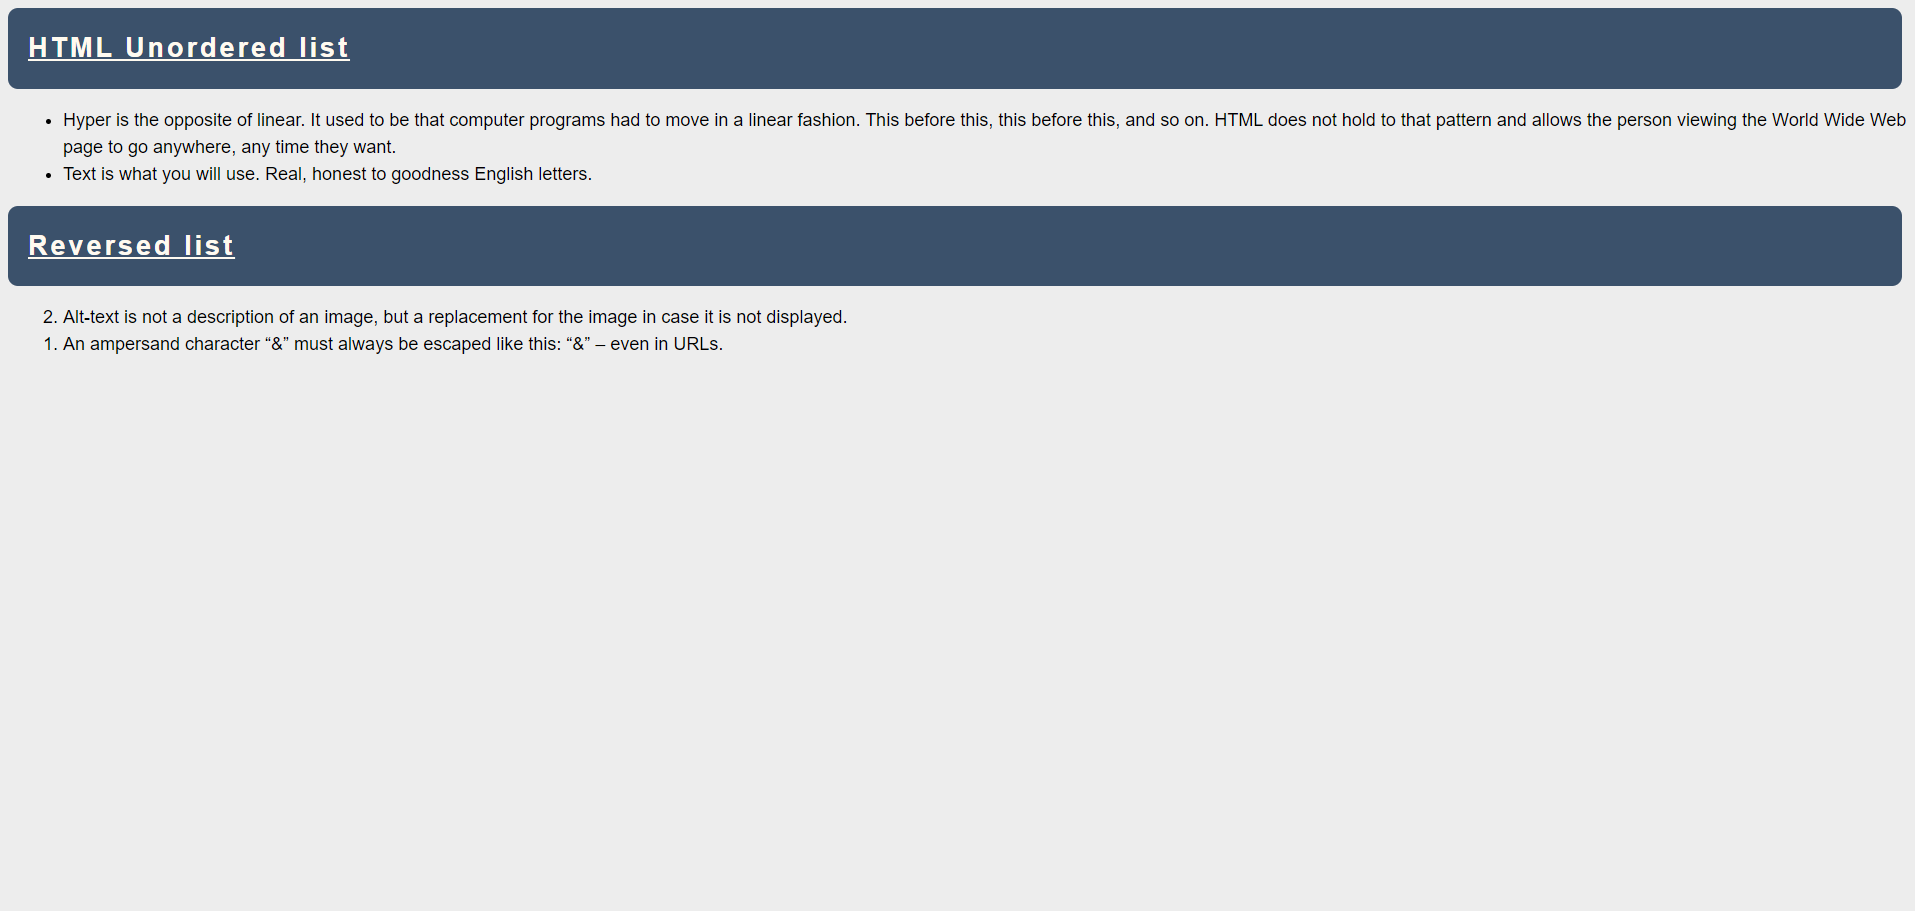 HTML Unordered list
• Hyper is the opposite of linear. It used to be that computer programs had to move in a linear fashion. This before this, this before this, and so on. HTML does not hold to that pattern and allows the person viewing the World Wide Web
page to go anywhere, any time they want.
• Text is what you will use. Real, honest to goodness English letters.
Reversed list
2. Alt-text is not a description of an image, but a replacement for the image in case it is not displayed.
1. An ampersand character “&” must always be escaped like this: “&” – even in URLs.